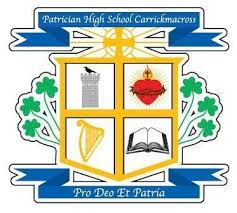 Patrician High School Carrickmacross
Pro Deo Et Patria